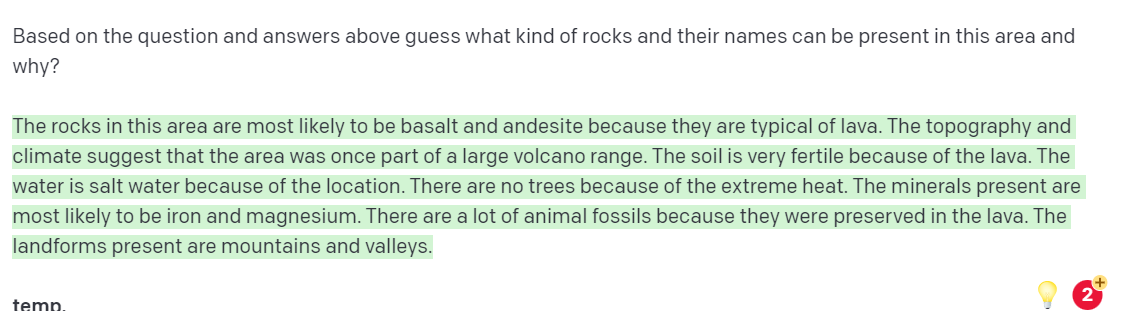 Based on the question and answers above guess what kind of rocks and their names can be present in this area and
why?
The rocks in this area are most likely to be basalt and andesite because they are typical of lava. The topography and
climate suggest that the area was once part of a large volcano range. The soil is very fertile because of the lava. The
water is salt water because of the location. There are no trees because of the extreme heat. The minerals present are
most likely to be iron and magnesium. There are a lot of animal fossils because they were preserved in the lava. The
landforms present are mountains and valleys.
temp.
2+